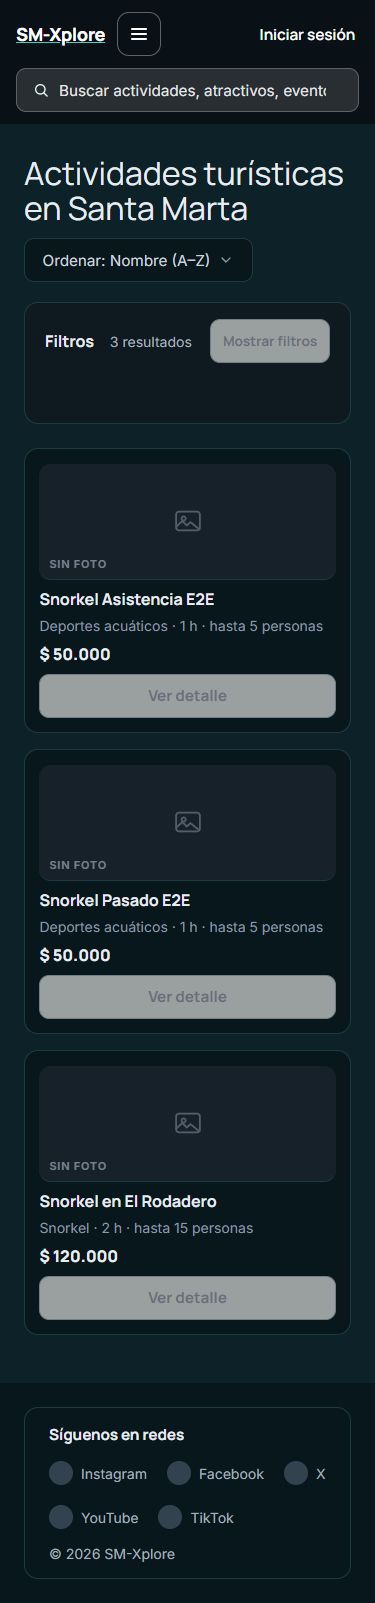 SM-Xplore
Iniciar sesión
Buscar actividades, atractivos, evento
Actividades turísticas
en Santa Marta
Ordenar: Nombre (A–Z)
Filtros 3 resultados Mostrar filtros
SIN FOTO
Snorkel Asistencia E2E
Deportes acuáticos · 1 h · hasta 5 personas
$ 50.000
Ver detalle
SIN FOTO
Snorkel Pasado E2E
Deportes acuáticos · 1 h · hasta 5 personas
$ 50.000
Ver detalle
SIN FOTO
Snorkel en El Rodadero
Snorkel · 2 h · hasta 15 personas
$ 120.000
Ver detalle
Síguenos en redes
Instagram Facebook X
YouTube TikTok
© 2026 SM-Xplore